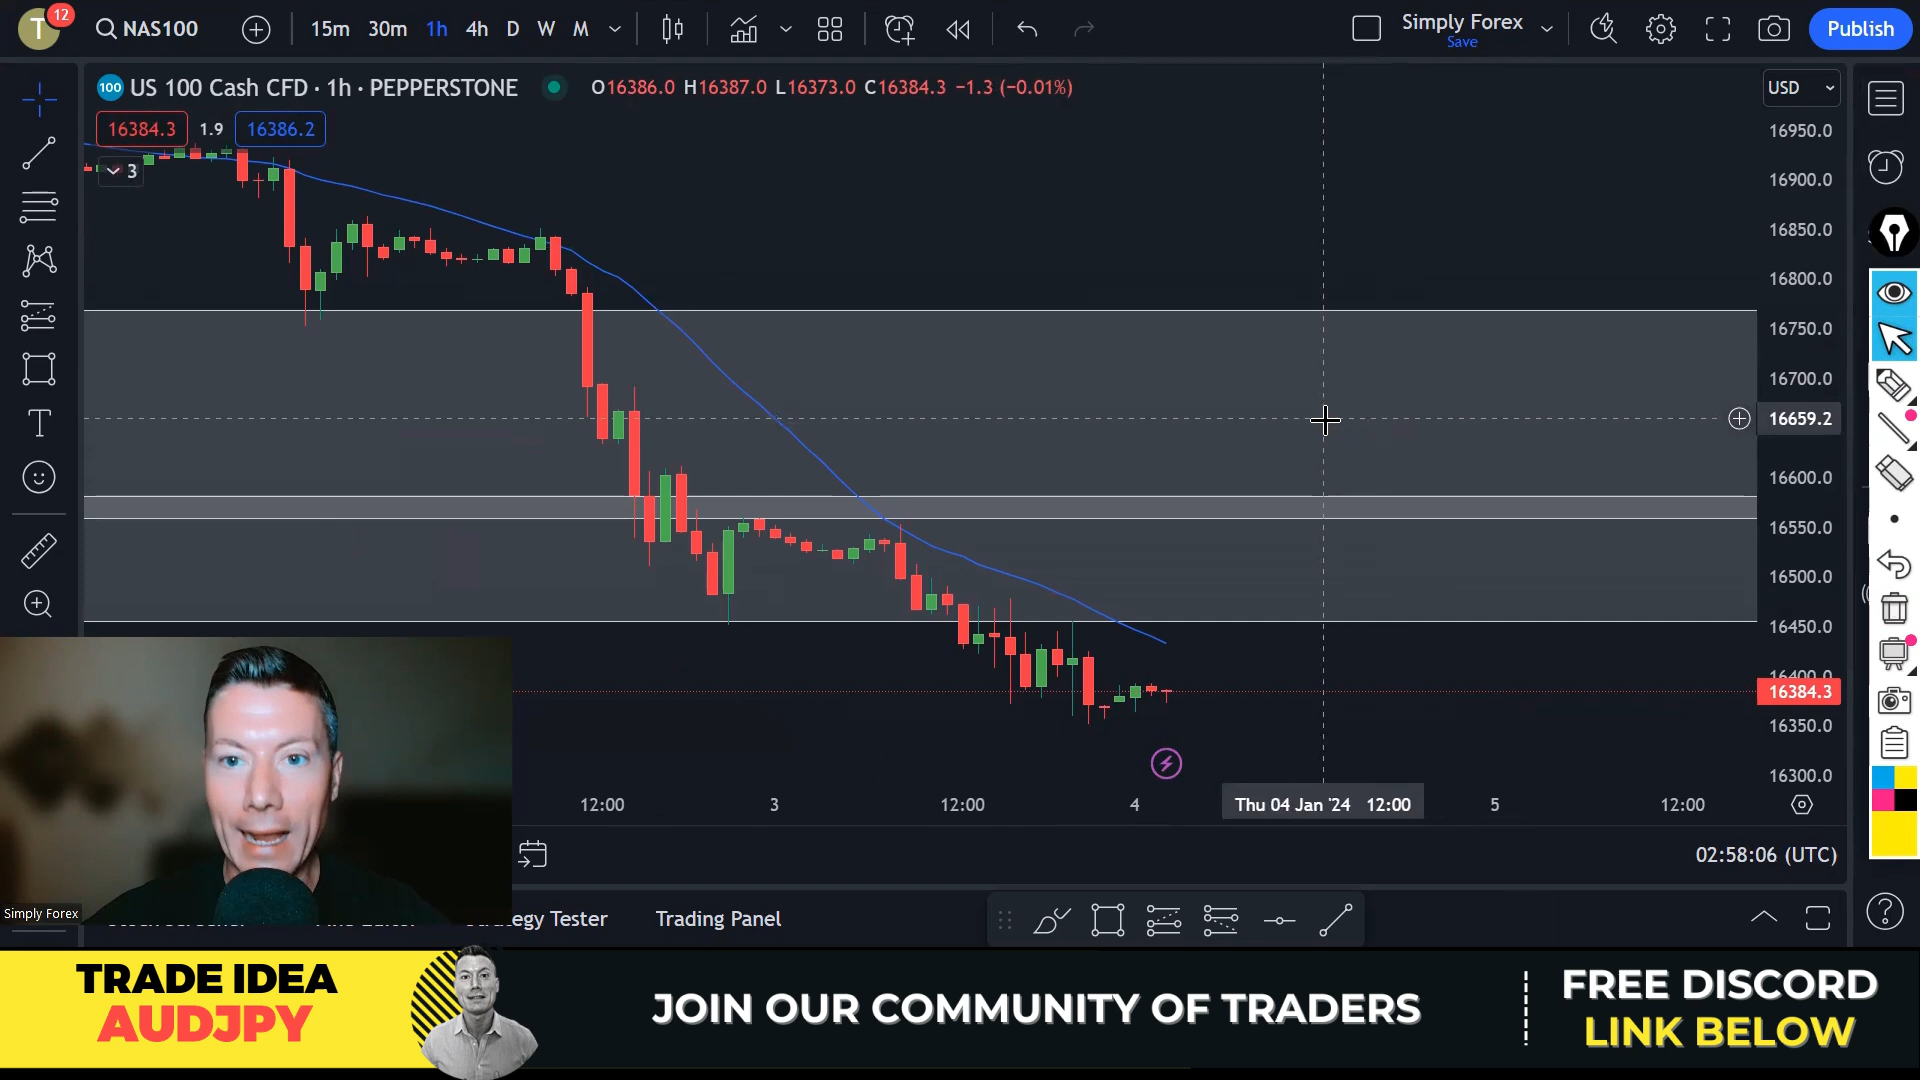 T
12
NAS100
15m 30m 1h 4h D W M
Simply Forex
Save
Publish
100 US 100 Cash CFD · 1h · PEPPERSTONE
O16386.0 H16387.0 L16373.0 C16384.3 −1.3 (−0.01%)
USD
16384.3 1.9 16386.2
3
16950.0
16900.0
16850.0
16800.0
16750.0
16700.0
16659.2
16600.0
16550.0
16500.0
16450.0
16400.0
16384.3
16350.0
16300.0
12:00 3 12:00 4 Thu 04 Jan '24 12:00 5 12:00
02:58:06 (UTC)
Simply Forex
Strategy Tester Trading Panel
TRADE IDEA
AUDJPY
JOIN OUR COMMUNITY OF TRADERS
FREE DISCORD
LINK BELOW